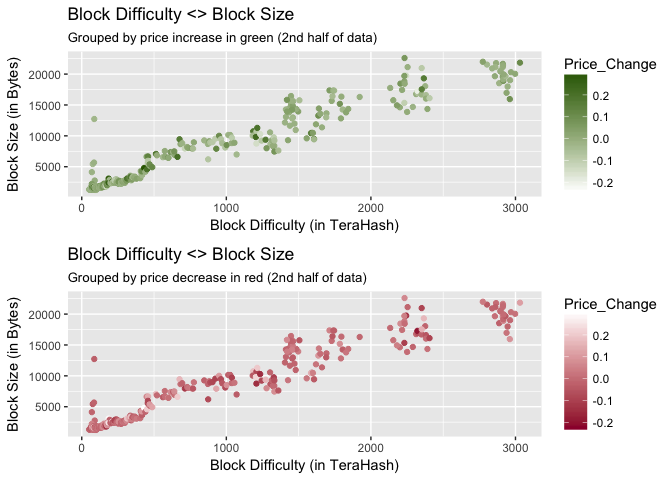 Block Difficulty <> Block Size
Grouped by price increase in green (2nd half of data)
Block Size (in Bytes)
20000
15000
10000
5000
0
1000
2000
3000
Block Difficulty (in TeraHash)
Price_Change
0.2
0.1
0.0
-0.1
-0.2
Block Difficulty <> Block Size
Grouped by price decrease in red (2nd half of data)
Block Size (in Bytes)
20000
15000
10000
5000
0
1000
2000
3000
Block Difficulty (in TeraHash)
Price_Change
0.2
0.1
0.0
-0.1
-0.2